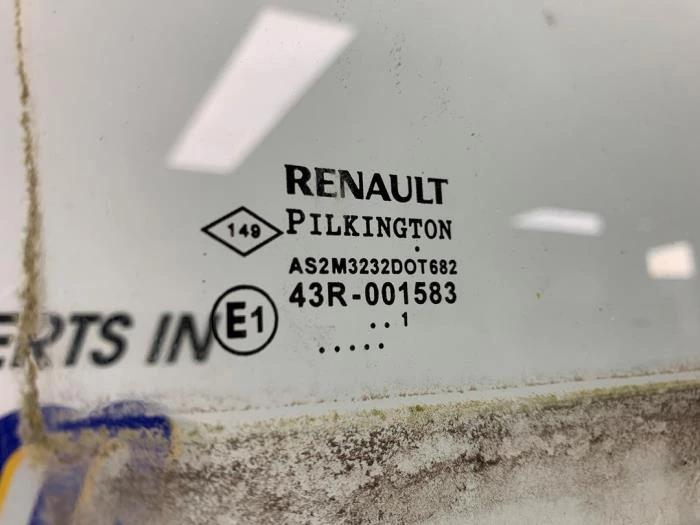 RENAULT
149 PILKINGTON
AS2M3232DOT682
43R-001583
E1
..1
.....
ERTS IN